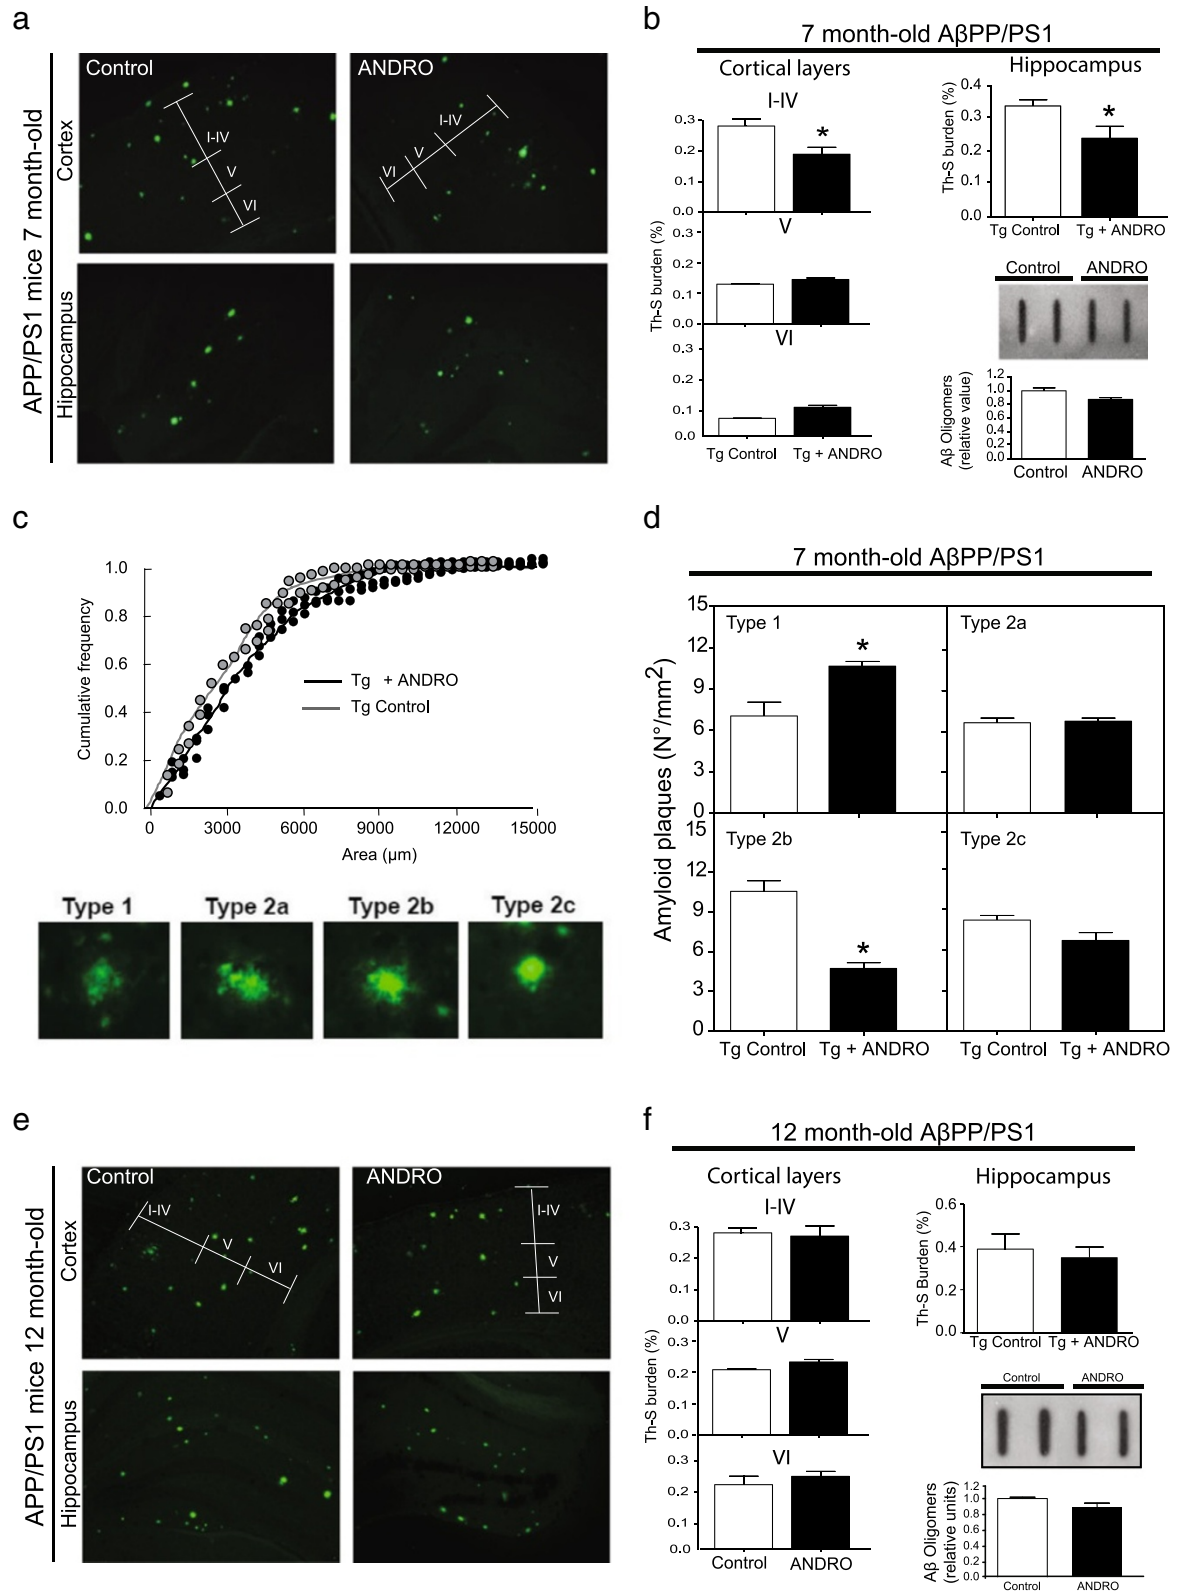 a
Control
ANDRO
I-IV
V
VI
I-IV
V
VI
APP/PS1 mice 7 month-old
Cortex
Hippocampus
b
7 month-old AβPP/PS1
Cortical layers
Hippocampus
I-IV
0.3
0.2
0.1
0.0
*
V
0.3
0.2
0.1
0.0
VI
0.3
0.2
0.1
0.0
Th-S burden (%)
Tg Control
Tg + ANDRO
0.4
0.3
0.2
0.1
0.0
*
Th-S burden (%)
Tg Control
Tg + ANDRO
Control
ANDRO
1.2
1.0
0.8
0.6
0.4
0.2
0.0
Aβ Oligomers
(relative value)
Control
ANDRO
c
1.0
0.8
0.6
0.4
0.2
0.0
Cumulative frequency
Tg + ANDRO
Tg Control
0
3000
6000
9000
12000
15000
Area (µm)
Type 1
Type 2a
Type 2b
Type 2c
d
7 month-old AβPP/PS1
Amyloid plaques (N°/mm2)
15
12
9
6
3
0
Type 1
*
Type 2a
15
12
9
6
3
0
Type 2b
*
Type 2c
Tg Control
Tg + ANDRO
Tg Control
Tg + ANDRO
e
Control
ANDRO
I-IV
V
VI
I-IV
V
VI
APP/PS1 mice 12 month-old
Cortex
Hippocampus
f
12 month-old AβPP/PS1
Cortical layers
Hippocampus
I-IV
0.3
0.2
0.1
0.0
V
0.3
0.2
0.1
0.0
VI
0.3
0.2
0.1
0.0
Th-S burden (%)
Control
ANDRO
0.6
0.4
0.2
0.0
Th-S Burden (%)
Tg Control
Tg + ANDRO
Control
ANDRO
1.2
1.0
0.8
0.6
0.4
0.2
0.0
Aβ Oligomers
(relative units)
Control
ANDRO